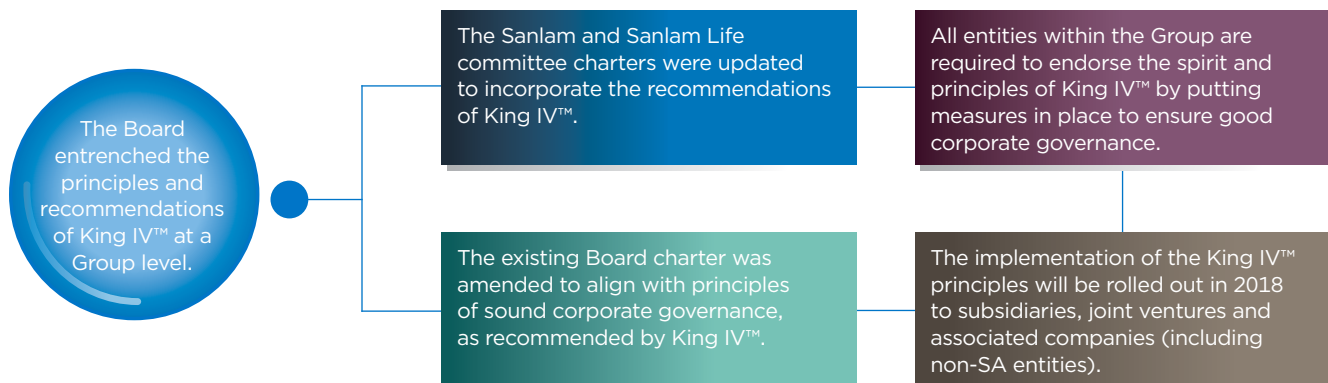 The Board
entrenched the
principles and
recommendations
of King IV™ at a
Group level.
The Sanlam and Sanlam Life
committee charters were updated
to incorporate the recommendations
of King IV™.
All entities within the Group are
required to endorse the spirit and
principles of King IV™ by putting
measures in place to ensure good
corporate governance.
The existing Board charter was
amended to align with principles
of sound corporate governance,
as recommended by King IV™.
The implementation of the King IV™
principles will be rolled out in 2018
to subsidiaries, joint ventures and
associated companies (including
non-SA entities).